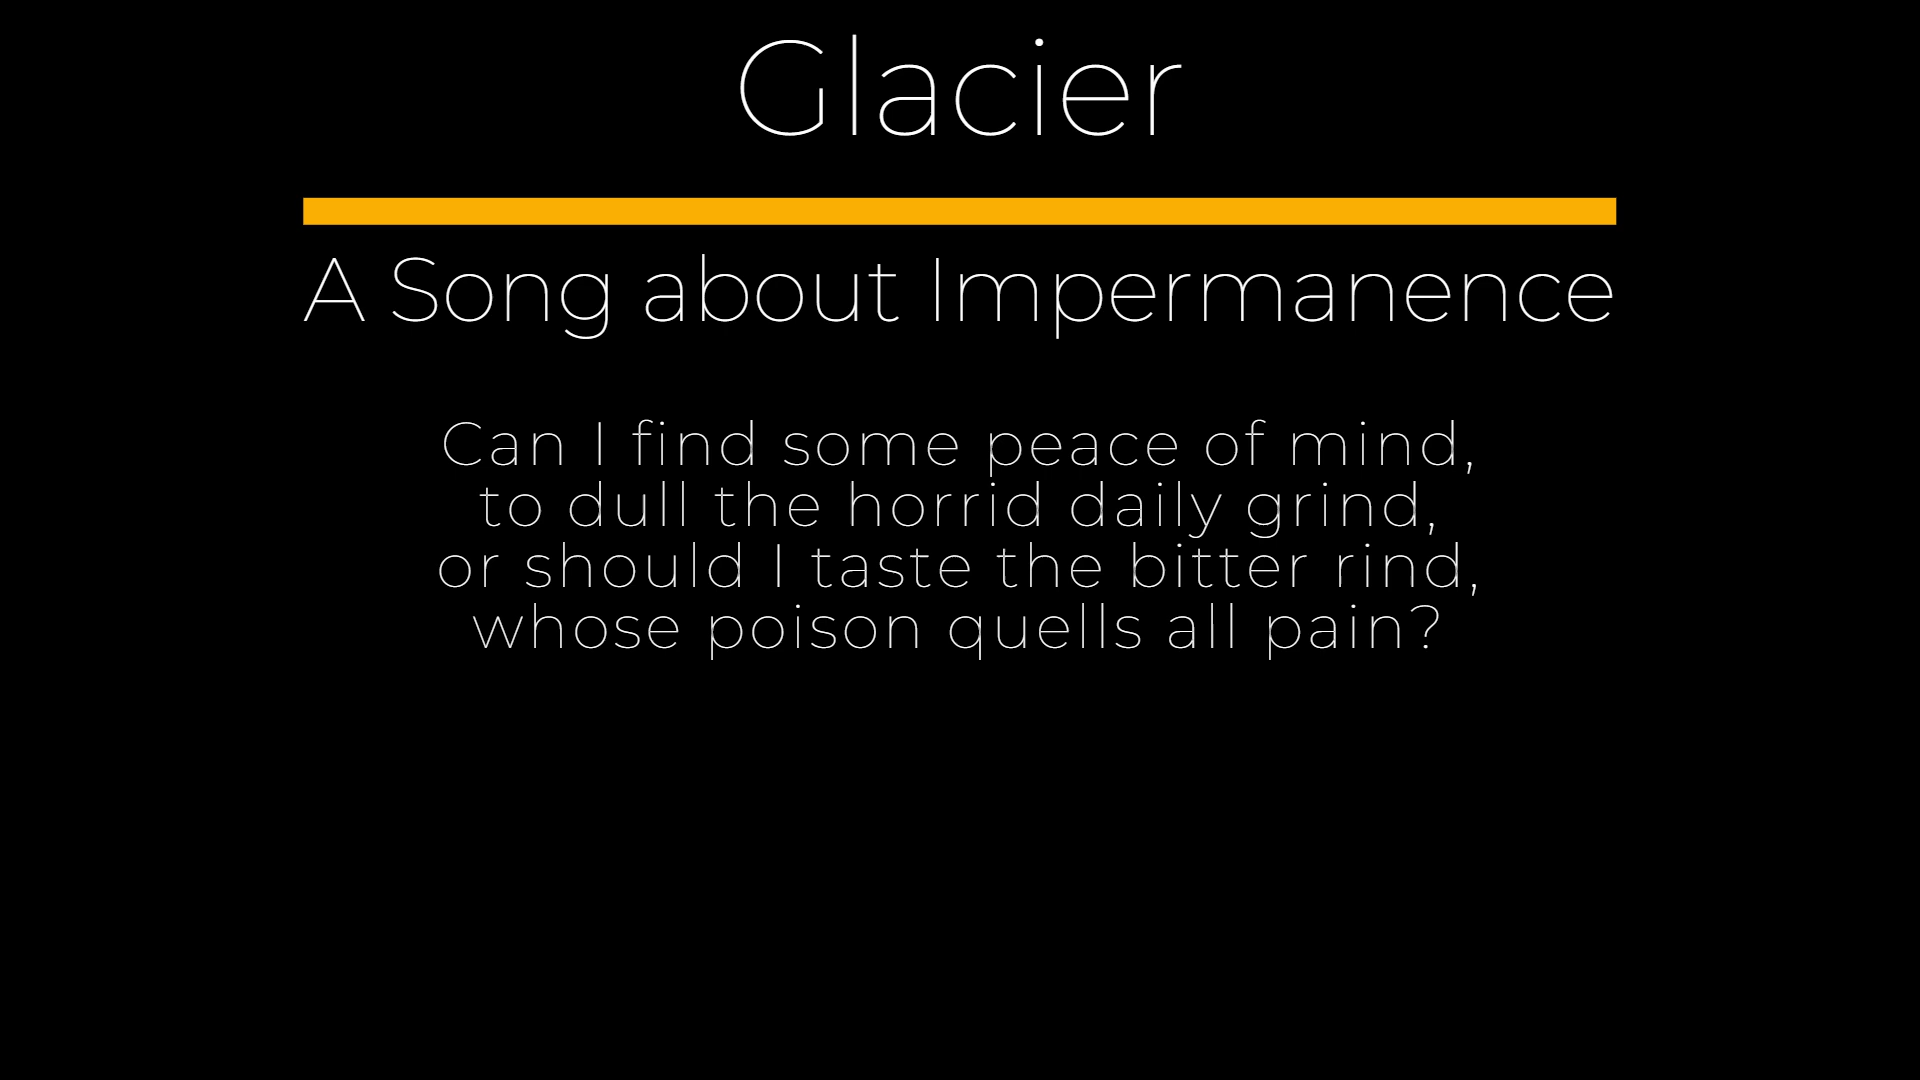 Glacier
A Song about Impermanence
Can I find some peace of mind,
to dull the horrid daily grind,
or should I taste the bitter rind,
whose poison quells all pain?